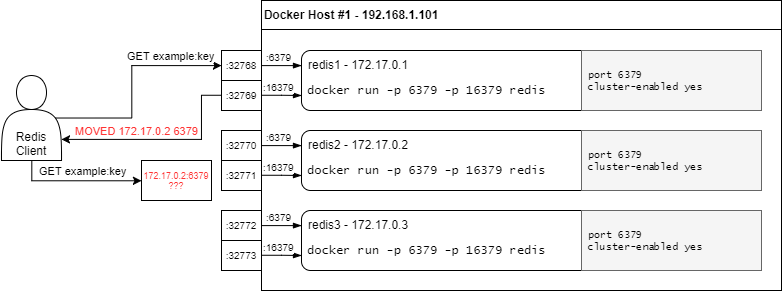 Docker Host #1 - 192.168.1.101
GET example:key
:32768
:6379
redis1 - 172.17.0.1
port 6379
cluster-enabled yes
:32769
:16379
docker run -p 6379 -p 16379 redis
MOVED 172.17.0.2 6379
Redis
Client
:32770
:6379
redis2 - 172.17.0.2
port 6379
cluster-enabled yes
:32771
:16379
docker run -p 6379 -p 16379 redis
GET example:key
172.17.0.2:6379
???
:32772
:6379
redis3 - 172.17.0.3
port 6379
cluster-enabled yes
:32773
:16379
docker run -p 6379 -p 16379 redis